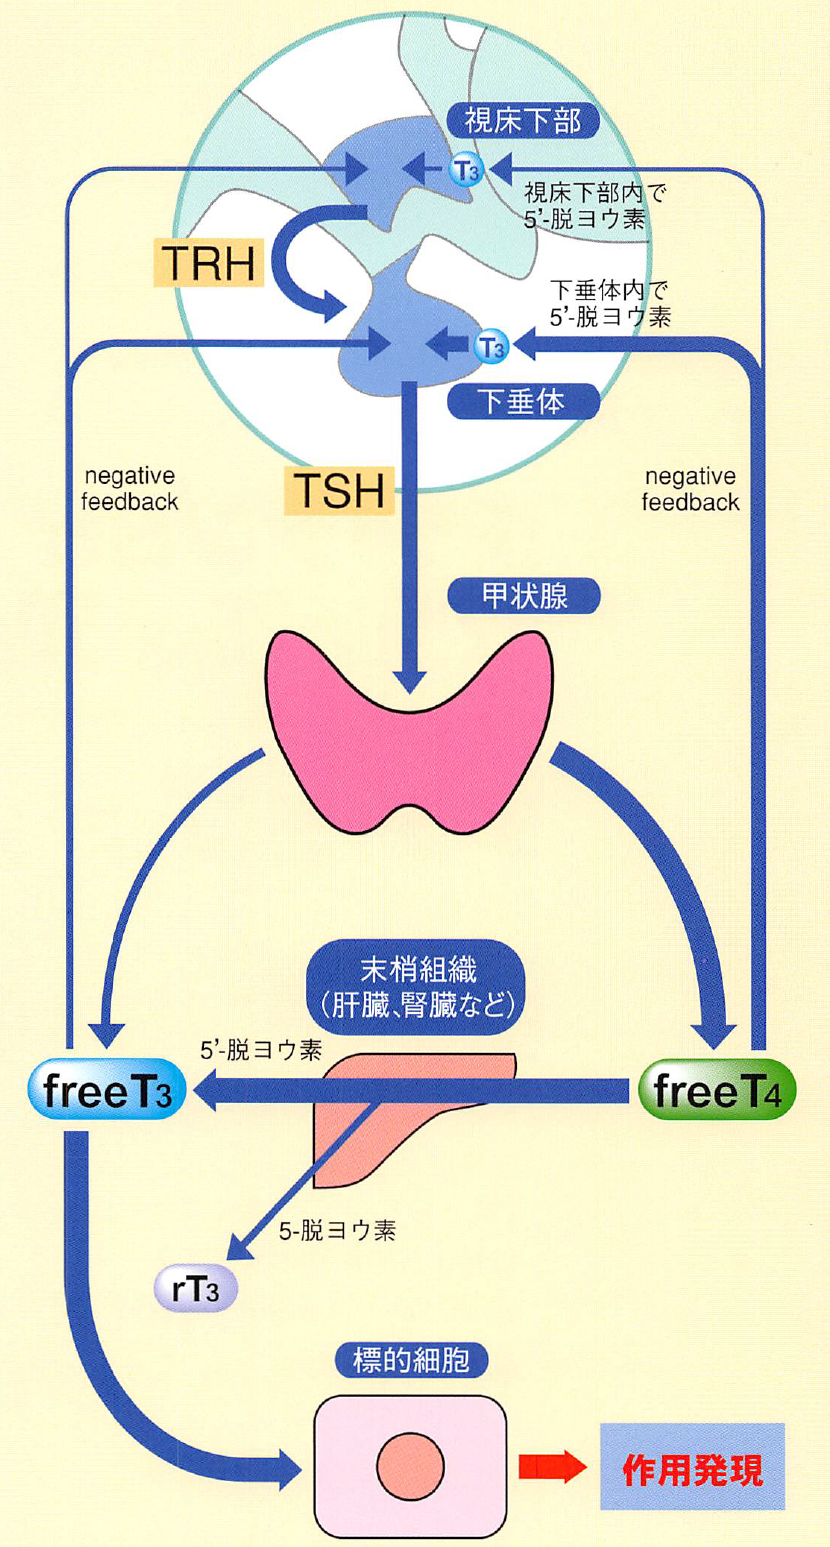 視床下部
T3
視床下部内で
5'-脱ヨウ素
TRH
下垂体内で
5'-脱ヨウ素
T3
下垂体
negative
feedback
TSH
negative
feedback
甲状腺
末梢組織
(肝臓、腎臓など)
5'-脱ヨウ素
freeT3
freeT4
5-脱ヨウ素
rT3
標的細胞
作用発現